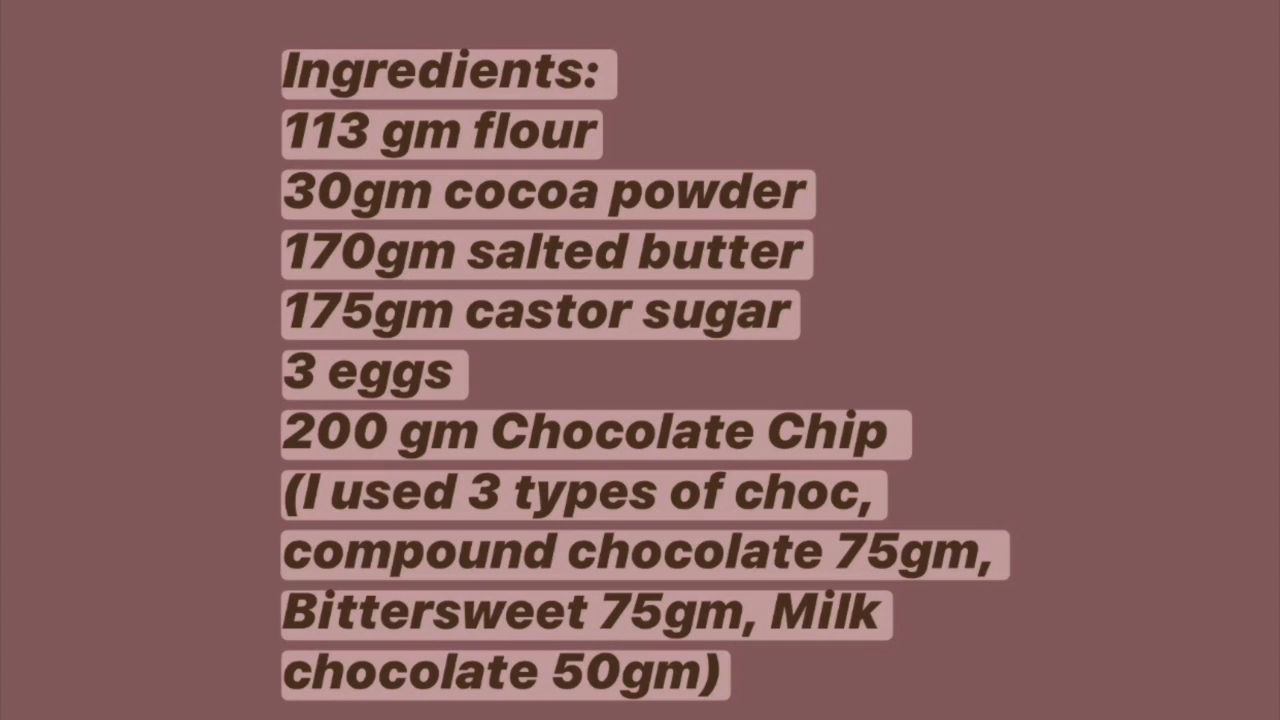 Ingredients:
113 gm flour
30gm cocoa powder
170gm salted butter
175gm castor sugar
3 eggs
200 gm Chocolate Chip
(I used 3 types of choc,
compound chocolate 75gm,
Bittersweet 75gm, Milk
chocolate 50gm)